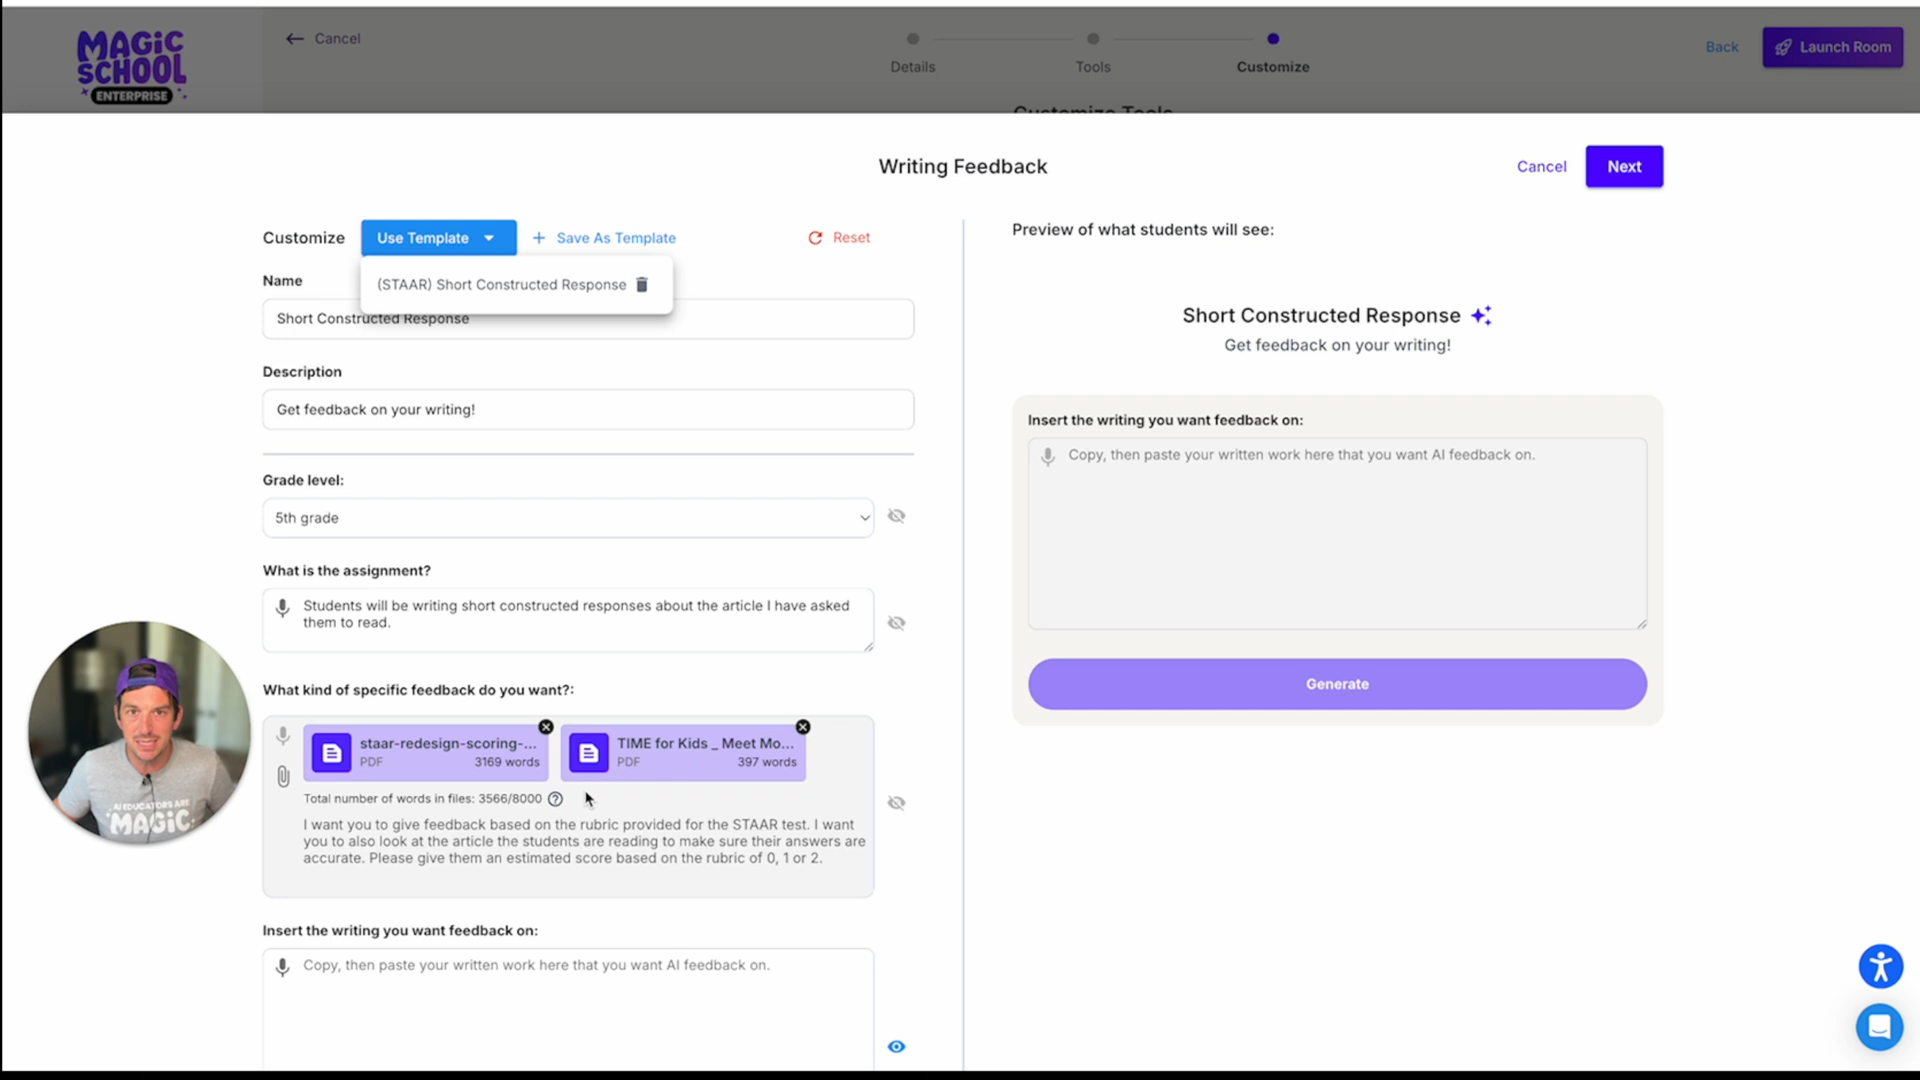 MAGiC
SCHOOL
ENTERPRISE
Cancel
Details
Tools
Customize
Back
Launch Room
Customize Tools
Writing Feedback
Cancel
Next
Customize
Use Template
+ Save As Template
Reset
(STAAR) Short Constructed Response
Name
Short Constructed Response
Description
Get feedback on your writing!
Grade level:
5th grade
What is the assignment?
Students will be writing short constructed responses about the article I have asked
them to read.
What kind of specific feedback do you want?:
staar-redesign-scoring-...
PDF
3169 words
TIME for Kids _ Meet Mo...
PDF
397 words
Total number of words in files: 3566/8000
I want you to give feedback based on the rubric provided for the STAAR test. I want
you to also look at the article the students are reading to make sure their answers are
accurate. Please give them an estimated score based on the rubric of 0, 1 or 2.
Insert the writing you want feedback on:
Copy, then paste your written work here that you want AI feedback on.
Preview of what students will see:
Short Constructed Response
Get feedback on your writing!
Insert the writing you want feedback on:
Copy, then paste your written work here that you want AI feedback on.
Generate
AI EDUCATORS ARE
MAGiC.